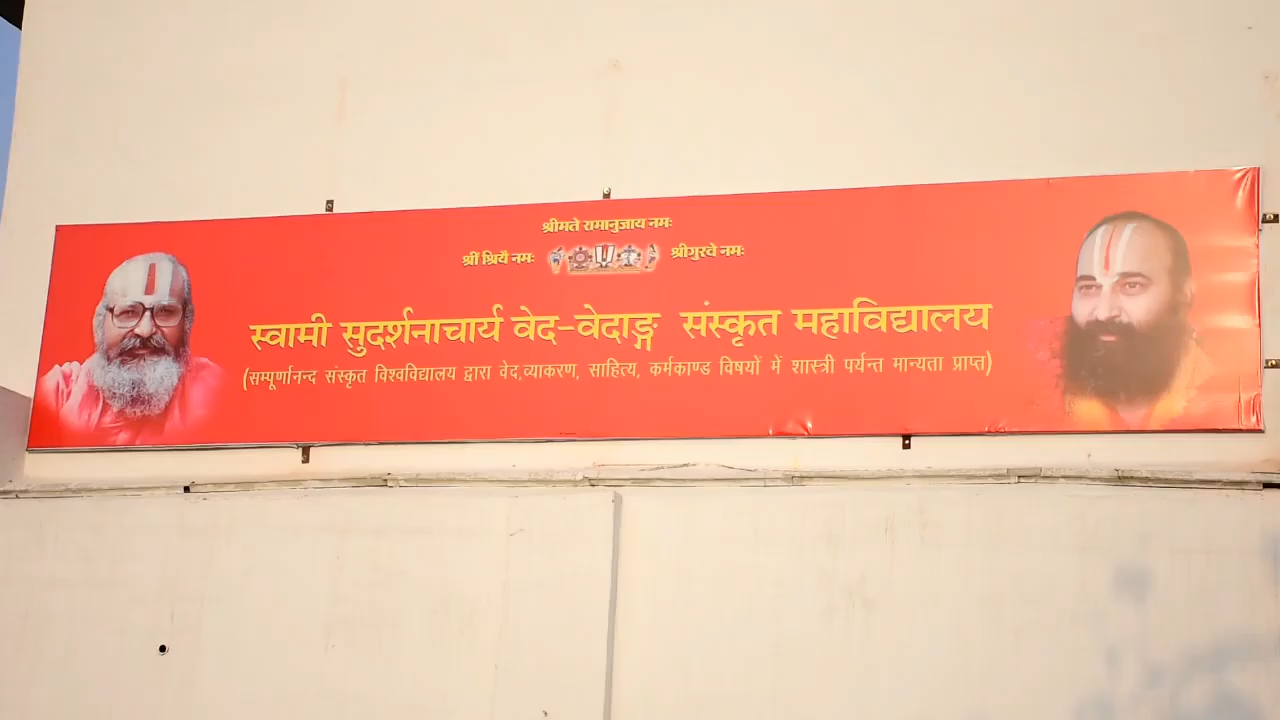 श्रीमते रामानुजाय नमः
श्रीं श्रियै नमः श्रीगुरवे नमः
स्वामी सुदर्शनाचार्य वेद-वेदाङ्ग संस्कृत महाविद्यालय
(सम्पूर्णानन्द संस्कृत विश्वविद्यालय द्वारा वेद,व्याकरण, साहित्य, कर्मकाण्ड विषयों में शास्त्री पर्यन्त मान्यता प्राप्त)